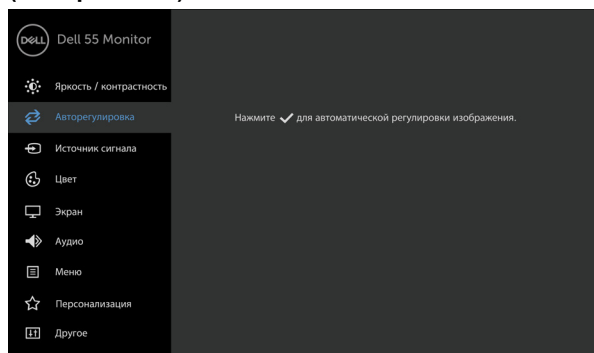 DELL
Dell 55 Monitor
Яркость / контрастность
Авторегулировка
Нажмите для автоматической регулировки изображения.
Источник сигнала
Цвет
Экран
Аудио
Меню
Персонализация
Другое